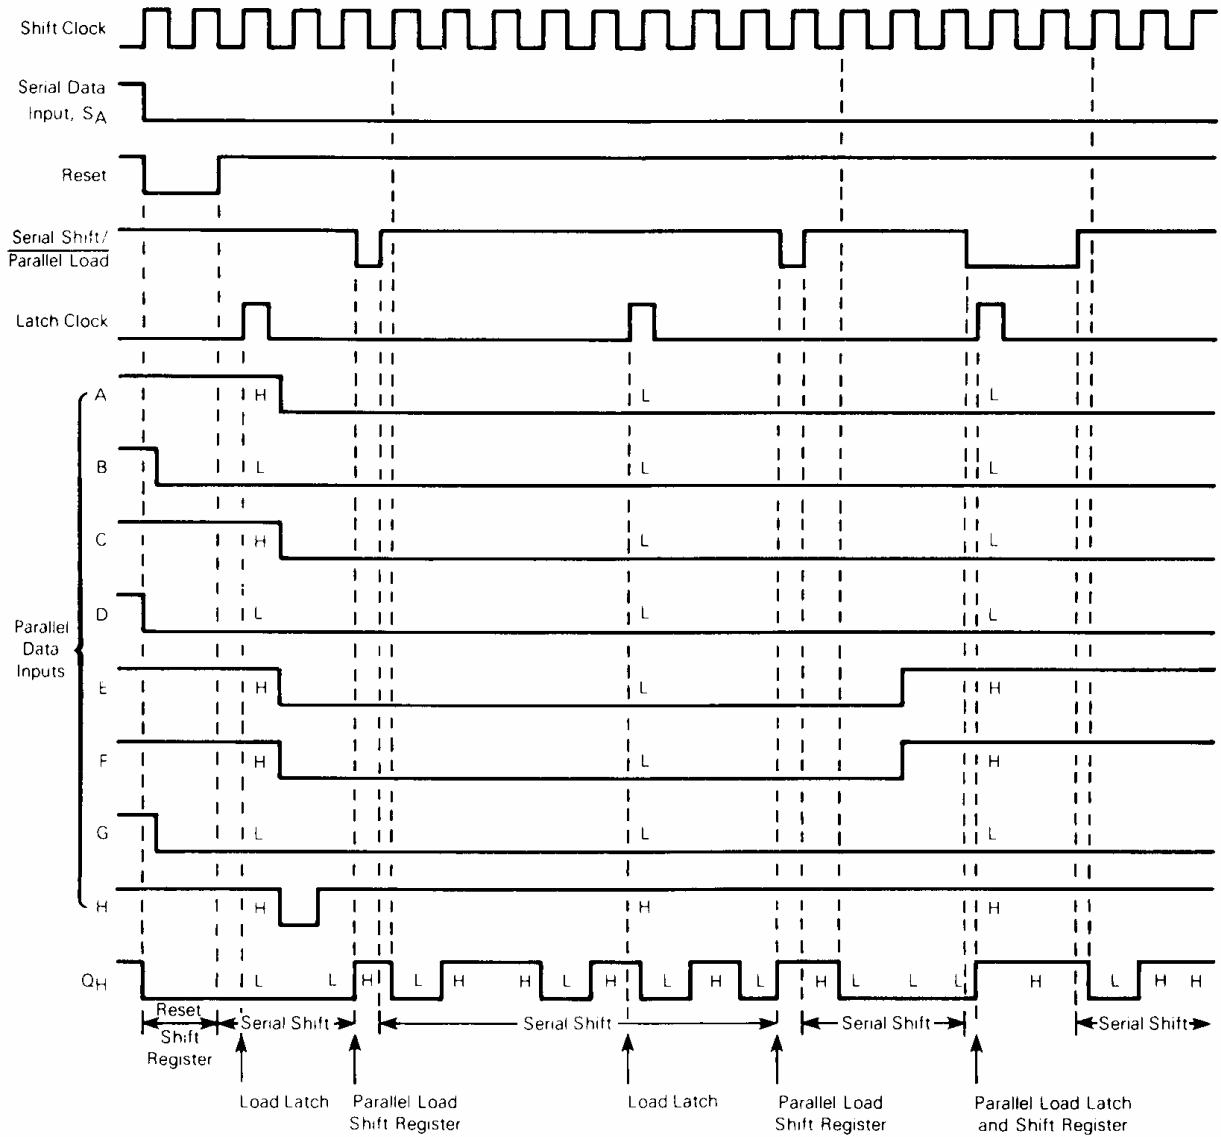 Shift Clock
Serial Data
Input, SA
Reset
Serial Shift/
Parallel Load
Latch Clock
A H L L
B L L L
C H L L
D L L L
Parallel
Data
Inputs
E H L H
F H L H
G L L L
H H H H
QH L L H L H H L H L H L H L L L H L H H
Reset
Shift
Register
Serial Shift Serial Shift Serial Shift Serial Shift
Load Latch
Parallel Load
Shift Register
Load Latch
Parallel Load
Shift Register
Parallel Load Latch
and Shift Register